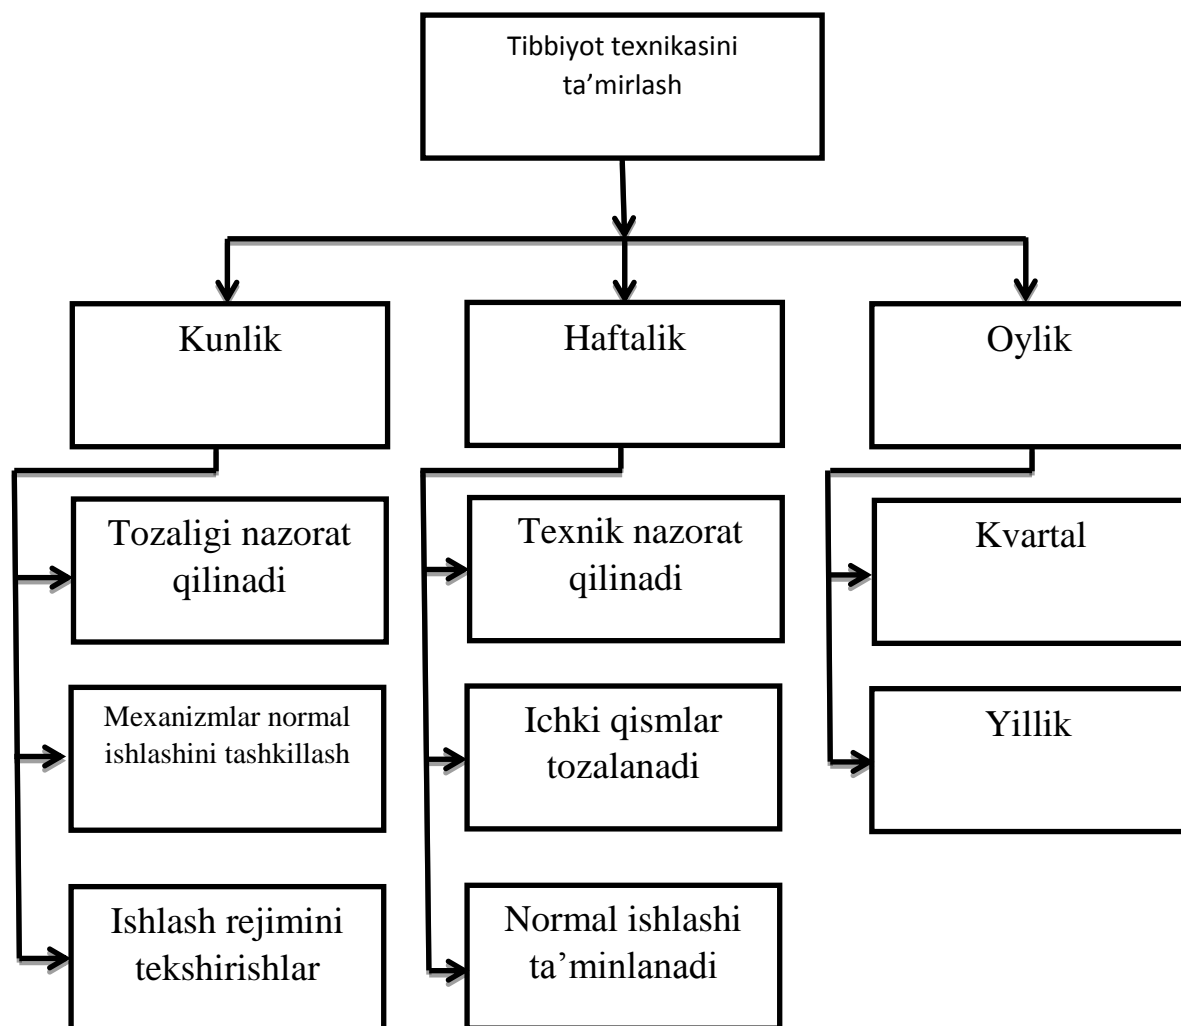 Tibbiyot texnikasini
ta’mirlash
Kunlik
Haftalik
Oylik
Tozaligi nazorat
qilinadi
Texnik nazorat
qilinadi
Kvartal
Mexanizmlar normal
ishlashini tashkillash
Ichki qismlar
tozalanadi
Yillik
Ishlash rejimini
tekshirishlar
Normal ishlashi
ta’minlanadi